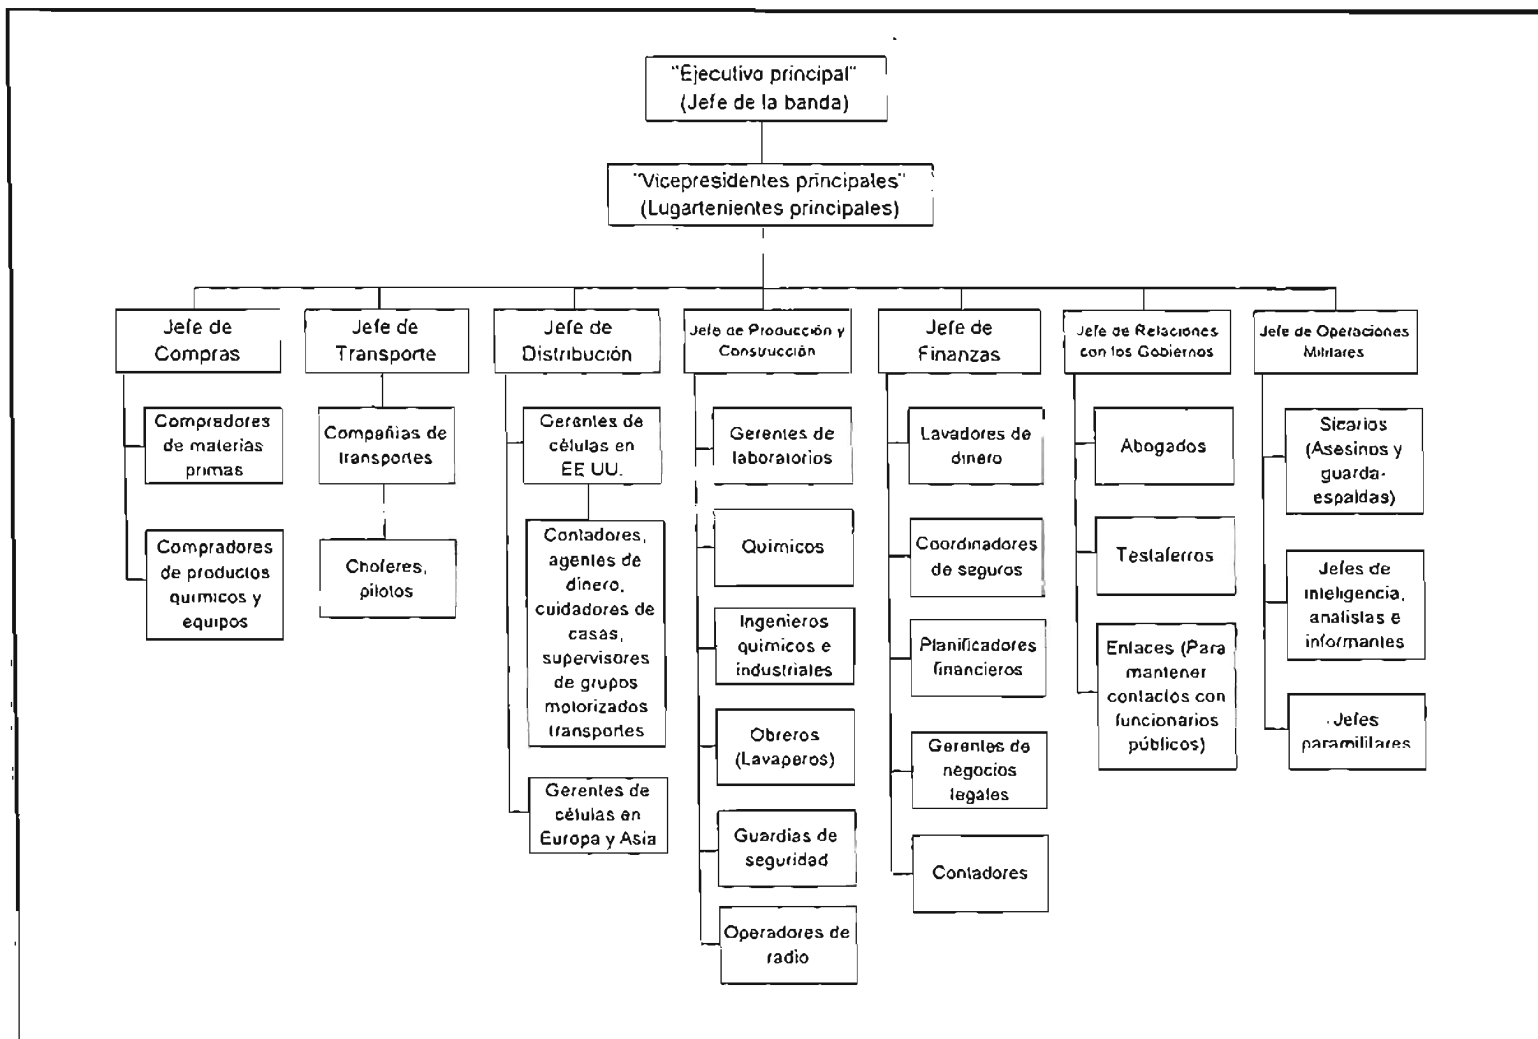 "Ejecutivo principal"
(Jefe de la banda)
"Vicepresidentes principales"
(Lugartenientes principales)
Jefe de
Compras
Jefe de
Transporte
Jefe de
Distribución
Jefe de Producción y
Construcción
Jefe de
Finanzas
Jefe de Relaciones
con los Gobiernos
Jefe de Operaciones
Militares
Compradores
de materias
primas
Compradores
de productos
químicos y
equipos
Compañías de
transportes
Choferes,
pilotos
Gerentes de
células en
EE UU.
Contadores,
agentes de
dinero,
cuidadores de
casas,
supervisores
de grupos
motorizados
transportes
Gerentes de
células en
Europa y Asia
Gerentes de
laboratorios
Químicos
Ingenieros
químicos e
industriales
Obreros
(Lavaperos)
Guardias de
seguridad
Operadores de
radio
Lavadores de
dinero
Coordinadores
de seguros
Planificadores
financieros
Gerentes de
negocios
legales
Contadores
Abogados
Testaferros
Enlaces (Para
mantener
contactos con
funcionarios
públicos)
Sicarios
(Asesinos y
guarda-
espaldas)
Jefes de
inteligencia,
analistas e
informantes
Jefes
paramilitares